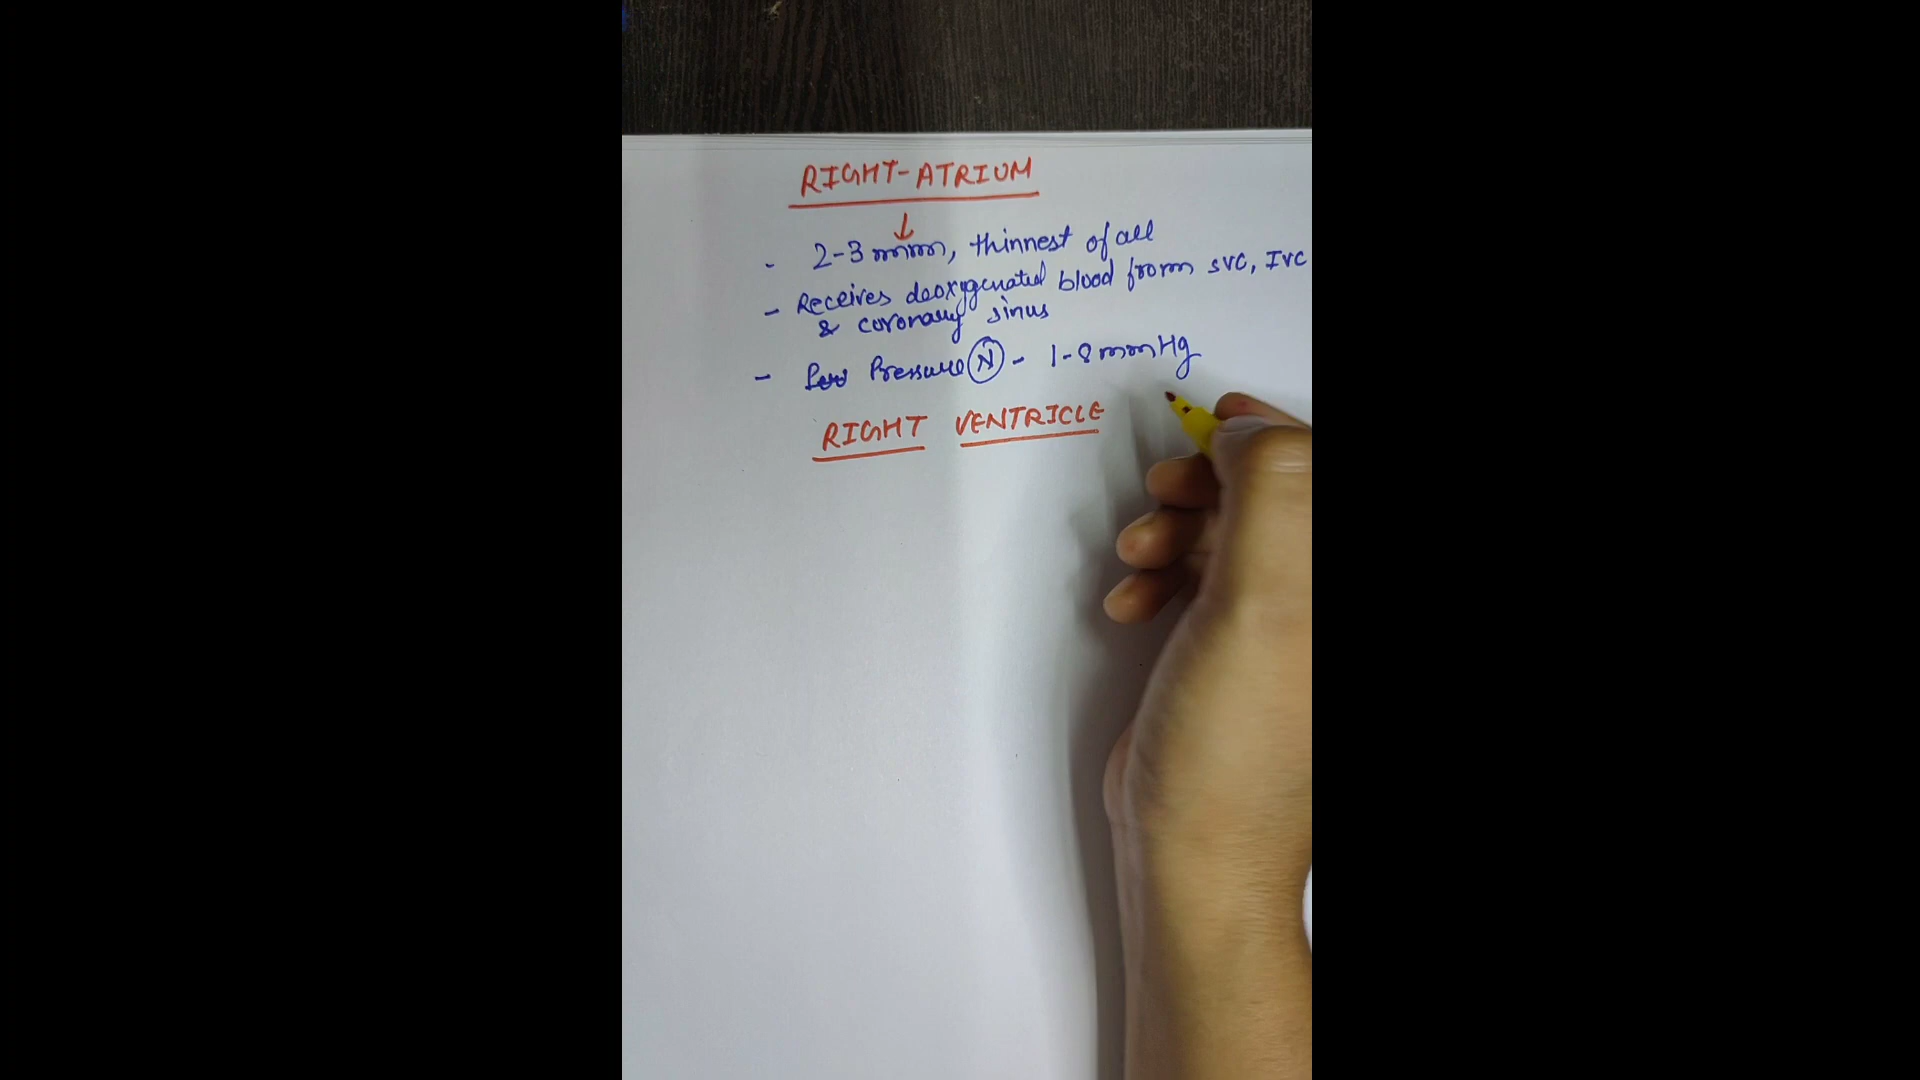 RIGHT-ATRIUM
- 2-3 mm, thinnest of all
- Receives deoxygenated blood from SVC, IVC
& coronary sinus
- Pressure (N) - 1-8 mmHg
RIGHT VENTRICLE